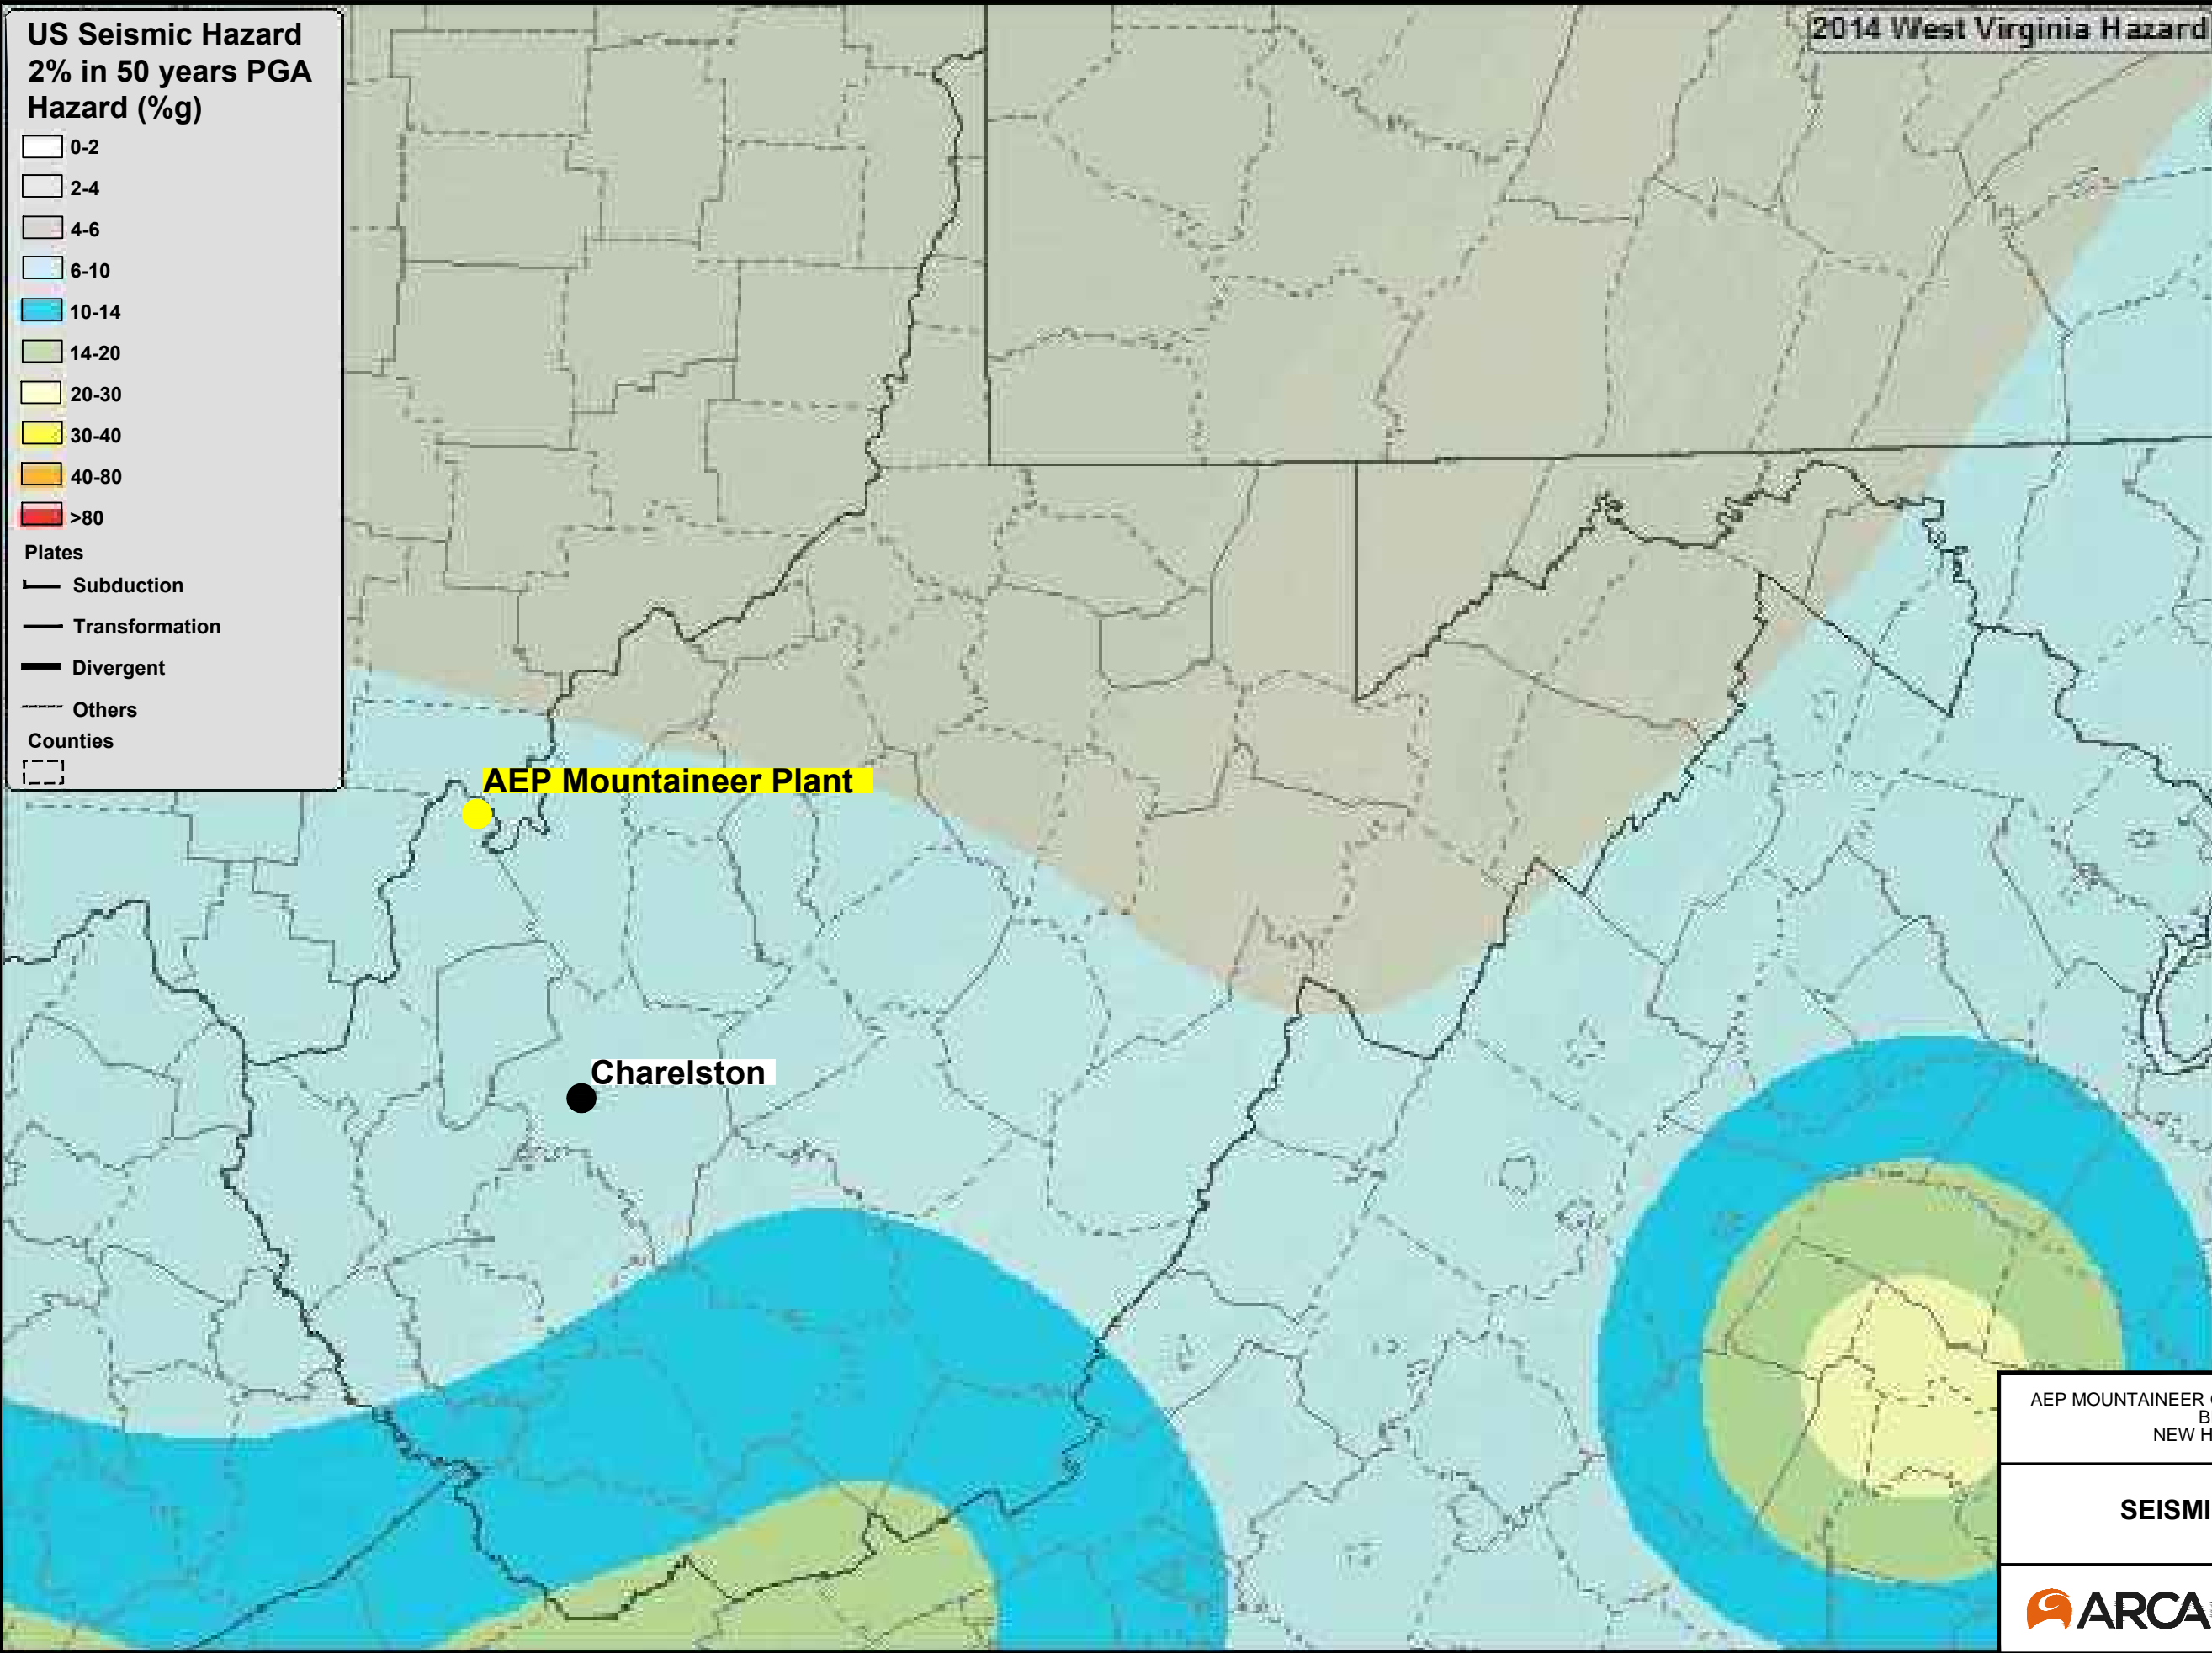 US Seismic Hazard
2% in 50 years PGA
Hazard (%g)
0-2
2-4
4-6
6-10
10-14
14-20
20-30
30-40
40-80
>80
Plates
Subduction
Transformation
Divergent
Others
Counties
2014 West Virginia Hazard
AEP Mountaineer Plant
Charelston
AEP MOUNTAINEER
B
NEW H
SEISMI
ARCA